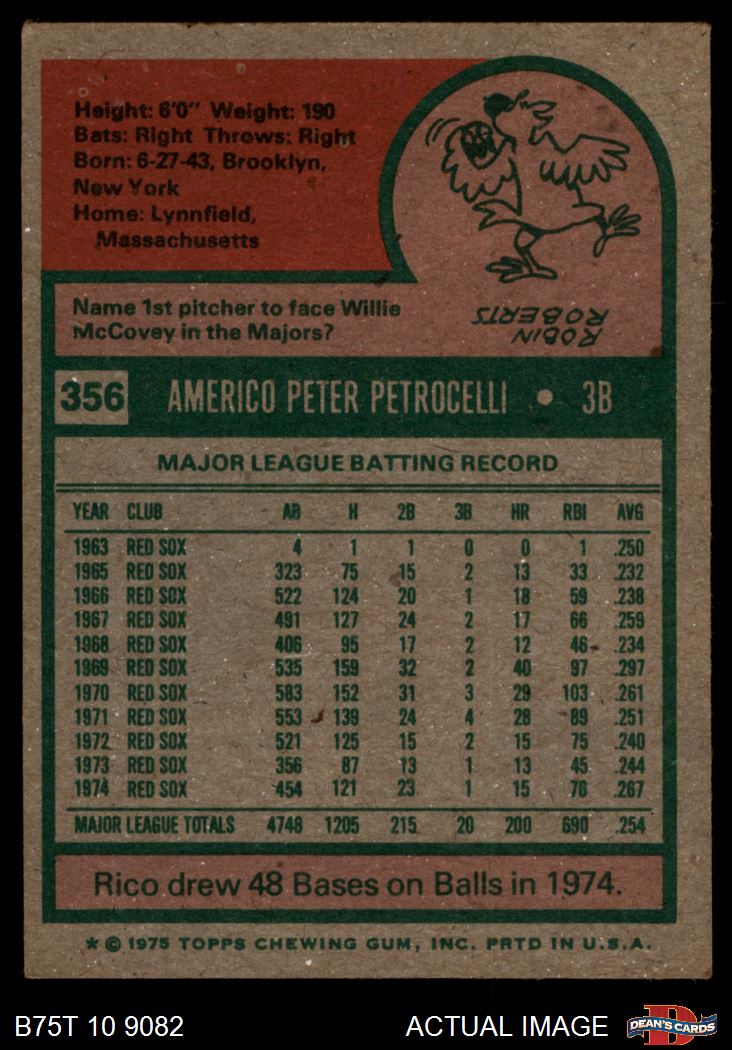 Height: 6'0" Weight: 190
Bats: Right Throws: Right
Born: 6-27-43, Brooklyn,
New York
Home: Lynnfield,
Massachusetts
Name 1st pitcher to face Willie
McCovey in the Majors?
ROBIN
ROBERTS
356 AMERICO PETER PETROCELLI • 3B
MAJOR LEAGUE BATTING RECORD
YEAR CLUB AB H 2B 3B HR RBI AVG
1963 RED SOX 4 1 1 0 0 1 .250
1965 RED SOX 323 75 15 2 13 33 .232
1966 RED SOX 522 124 20 1 18 59 .238
1967 RED SOX 491 127 24 2 17 66 .259
1968 RED SOX 406 95 17 2 12 46 .234
1969 RED SOX 535 159 32 2 40 97 .297
1970 RED SOX 583 152 31 3 29 103 .261
1971 RED SOX 553 139 24 4 28 89 .251
1972 RED SOX 521 125 15 2 15 75 .240
1973 RED SOX 356 87 13 1 13 45 .244
1974 RED SOX 454 121 23 1 15 76 .267
MAJOR LEAGUE TOTALS 4748 1205 215 20 200 690 .254
Rico drew 48 Bases on Balls in 1974.
* © 1975 TOPPS CHEWING GUM, INC. PRTD IN U.S.A.
B75T 10 9082 ACTUAL IMAGE D DEAN'S CARDS